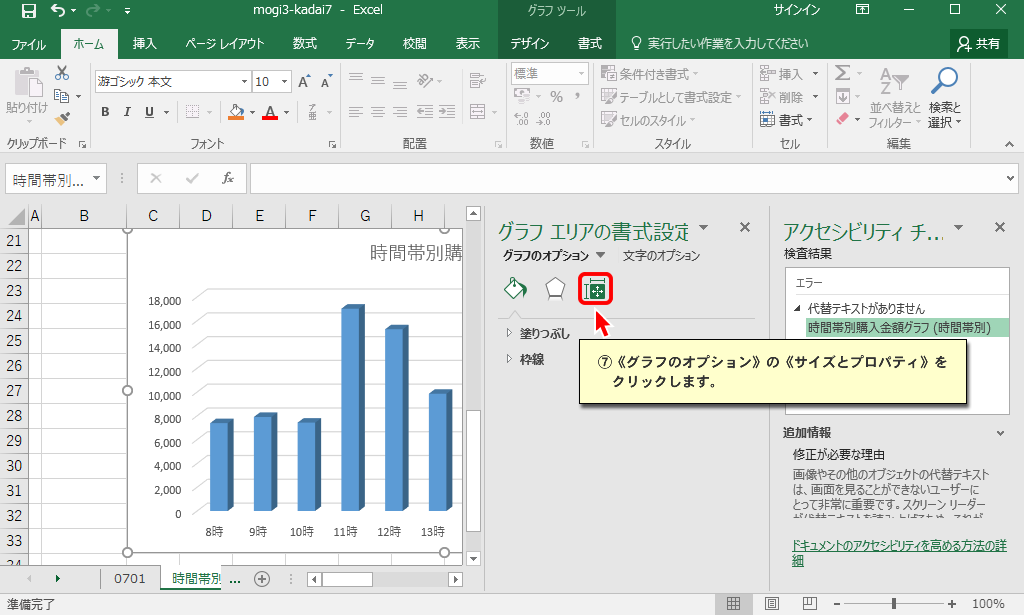 mogi3-kadai7 - Excel
グラフ ツール
サインイン
ファイル ホーム 挿入 ページ レイアウト 数式 データ 校閲 表示 デザイン 書式 実行したい作業を入力してください 共有
貼り付け
クリップボード
游ゴシック 本文 10
B I U
フォント
配置
標準
%
数値
条件付き書式
テーブルとして書式設定
セルのスタイル
スタイル
挿入
削除
書式
セル
並べ替えと
フィルター
検索と
選択
編集
時間帯別...
fx
A B C D E F G H
21
22
23
24
25
26
27
28
29
30
31
32
33
時間帯別購
18,000
16,000
14,000
12,000
10,000
8,000
6,000
4,000
2,000
0
8時 9時 10時 11時 12時 13時
グラフ エリアの書式設定
グラフのオプション 文字のオプション
塗りつぶし
枠線
⑦《グラフのオプション》の《サイズとプロパティ》を
クリックします。
アクセシビリティ チ...
検査結果
エラー
代替テキストがありません
時間帯別購入金額グラフ (時間帯別)
追加情報
修正が必要な理由
画像やその他のオブジェクトの代替テキスト
は、画面を見ることができないユーザーに
とって非常に重要です。スクリーン リーダー
ドキュメントのアクセシビリティを高める方法の詳
細
0701 時間帯別 ...
準備完了
100%